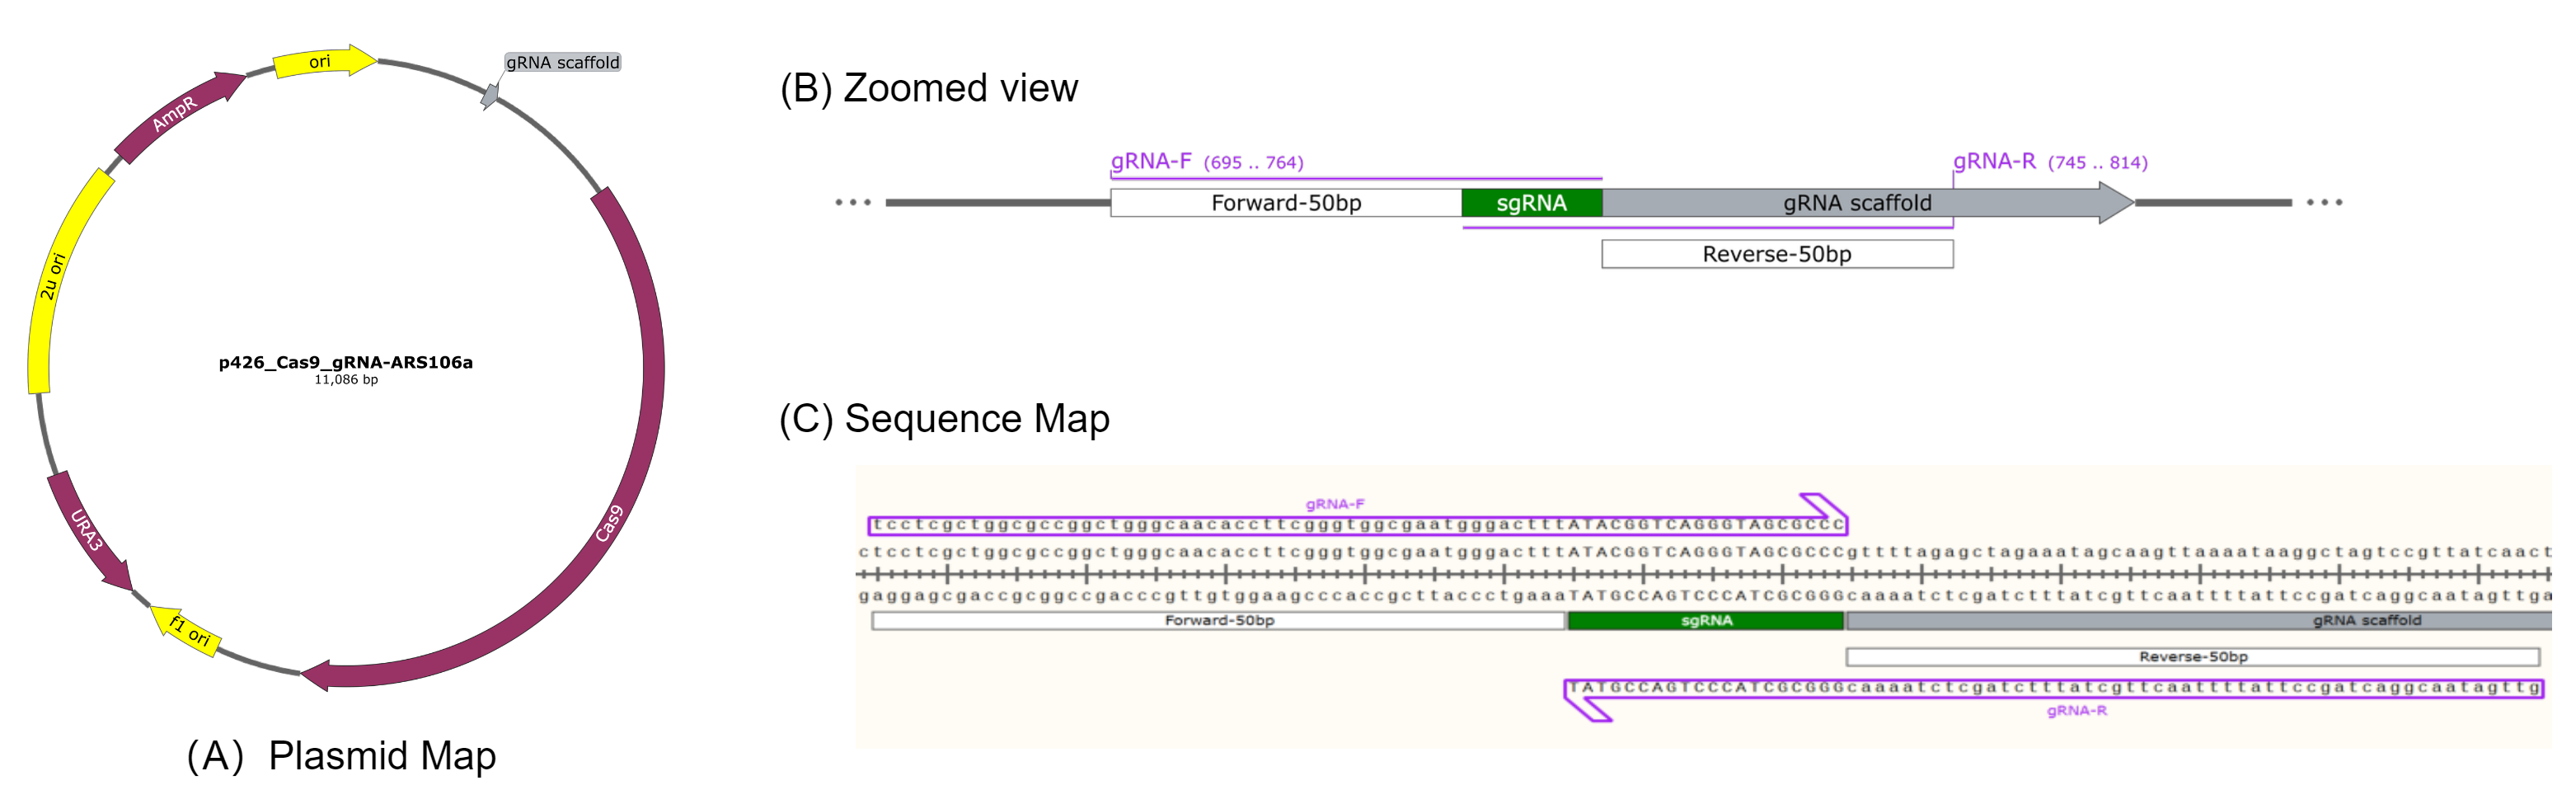 ori
gRNA scaffold
AmpR
2u ori
p426_Cas9_gRNA-ARS106a
11,086 bp
Cas9
URA3
f1 ori
(A) Plasmid Map
(B) Zoomed view
gRNA-F (695 .. 764)
gRNA-R (745 .. 814)
Forward-50bp
sgRNA
gRNA scaffold
Reverse-50bp
(C) Sequence Map
gRNA-F
tcctcgctggcgccggctgggcaacaccttcgggtggcgaatgggactttATACGGTCAGGGTAGCGCCC
ctcctcgctggcgccggctgggcaacaccttcgggtggcgaatgggactttATACGGTCAGGGTAGCGCCCgttttagagctagaaatagcaagttaaaataaggctagtccgttatcaact
gaggagcgaccgcggccgacccgttgtggaagcccaccgcttaccctgaaaTATGCCAGTCCCATCGCGGGcaaaatctcgatctttatcgttcaattttattccgatcaggcaatagttga
Forward-50bp
sgRNA
gRNA scaffold
Reverse-50bp
TATGCCAGTCCCATCGCGGGcaaaatctcgatctttatcgttcaattttattccgatcaggcaatagttg
gRNA-R